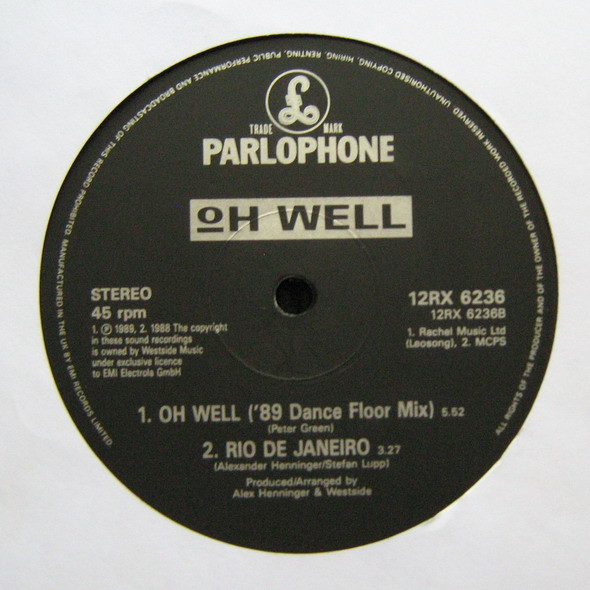 £
TRADE MARK
PARLOPHONE
OH WELL
STEREO
45 rpm
1. ℗ 1989, 2. 1988 The copyright
in these sound recordings
is owned by Westside Music
under exclusive licence
to EMI Electrola GmbH
12RX 6236
12RX 6236B
1. Rachel Music Ltd
(Leosong), 2. MCPS
1. OH WELL ('89 Dance Floor Mix) 5.52
(Peter Green)
2. RIO DE JANEIRO 3.27
(Alexander Henninger/Stefan Lupp)
Produced/Arranged by
Alex Henninger & Westside
ALL RIGHTS OF THE PRODUCER AND OF THE OWNER OF THE RECORDED WORK RESERVED. UNAUTHORISED COPYING, HIRING, RENTING, PUBLIC PERFORMANCE AND BROADCASTING OF THIS RECORD PROHIBITED. MANUFACTURED IN THE UK BY EMI RECORDS LIMITED.